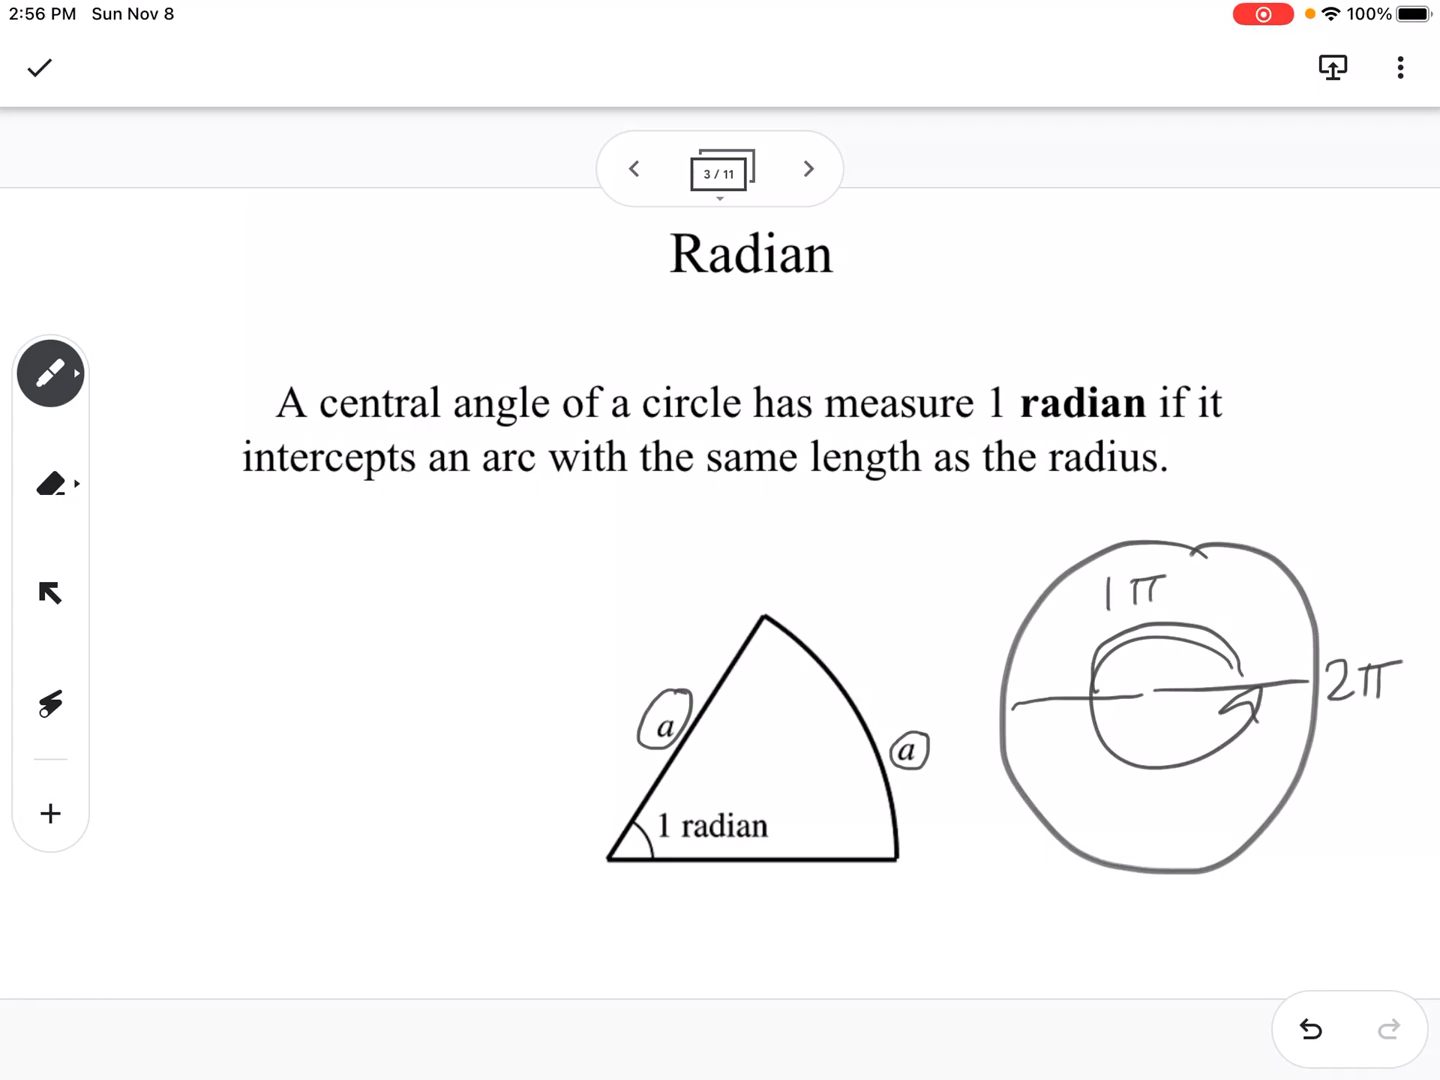 2:56 PM Sun Nov 8
100%
3 / 11
Radian
A central angle of a circle has measure 1 radian if it
intercepts an arc with the same length as the radius.
1 π
2π
a
a
1 radian